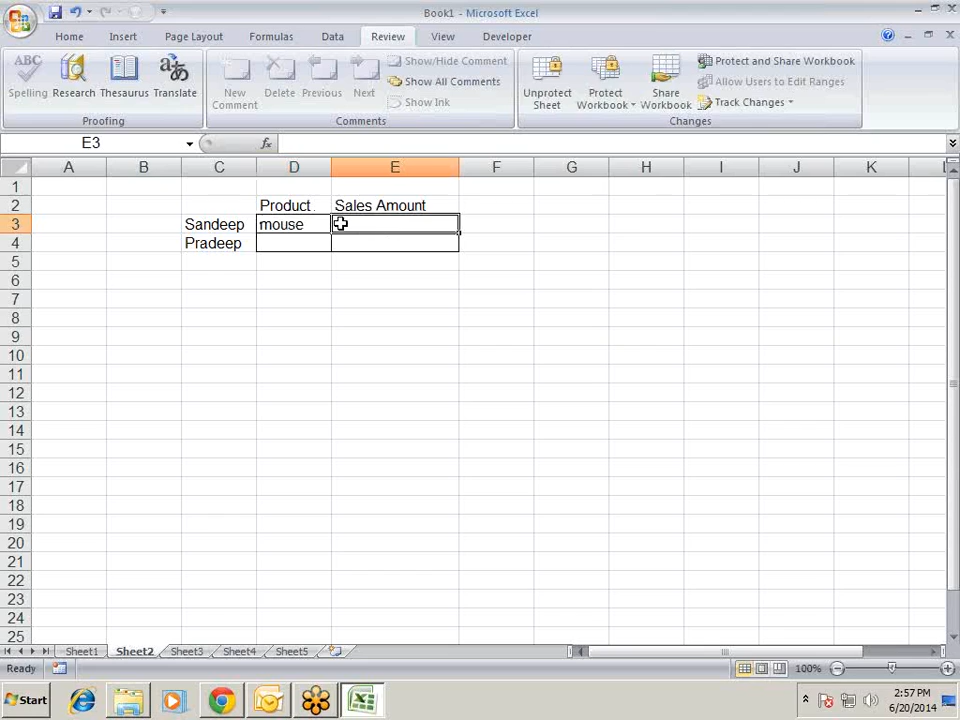 Book1 - Microsoft Excel
Home Insert Page Layout Formulas Data Review View Developer
ABC Show/Hide Comment Protect and Share Workbook
Show All Comments Allow Users to Edit Ranges
Spelling Research Thesaurus Translate New Comment Delete Previous Next Show Ink Unprotect Sheet Protect Workbook Share Workbook Track Changes
Proofing Comments Changes
E3 fx
A B C D E F G H I J K
1
2 Product Sales Amount
3 Sandeep mouse
4 Pradeep
5
6
7
8
9
10
11
12
13
14
15
16
17
18
19
20
21
22
23
24
25
Sheet1 Sheet2 Sheet3 Sheet4 Sheet5
Ready 100%
Start 2:57 PM
6/20/2014